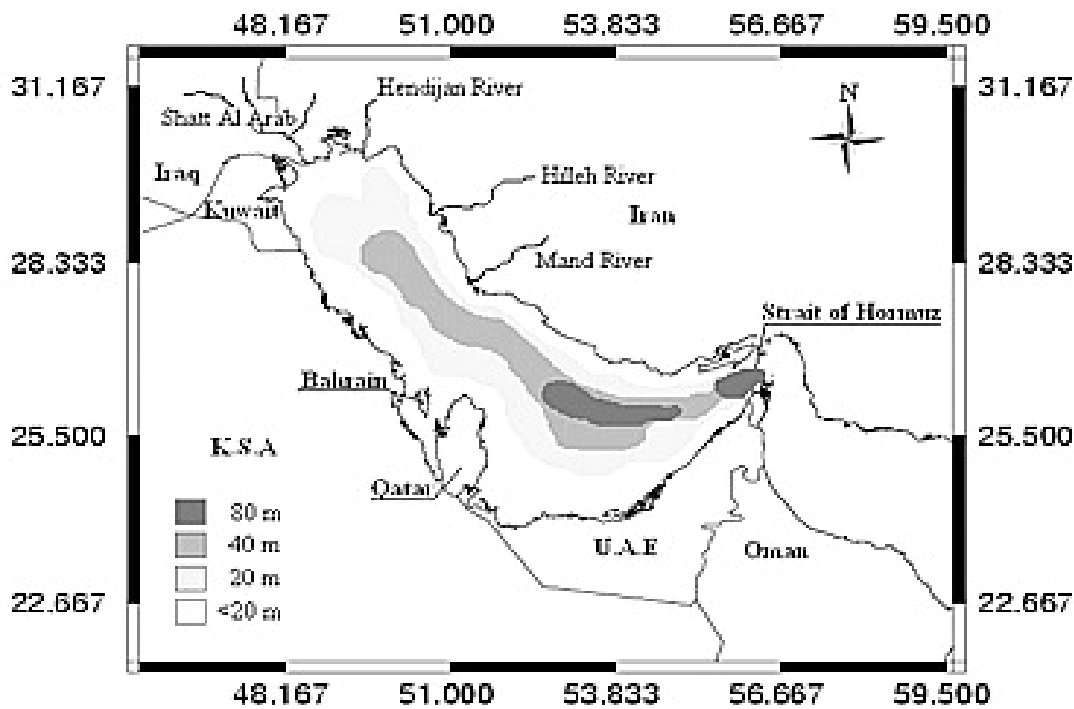 48.167 51.000 53.833 56.667 59.500
31.167
31.167
Hendijan River
N
Shatt Al Arab
Iraq
Hilleh River
Kuwait
Iran
28.333
Mand River
28.333
Strait of Hormuz
Bahrain
25.500
25.500
K.S.A
Qatar
80 m
40 m
U.A.E
Oman
20 m
22.667
<20 m
22.667
48.167 51.000 53.833 56.667 59.500